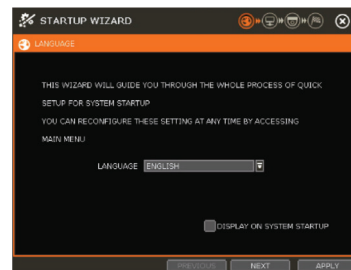 STARTUP WIZARD
LANGUAGE
THIS WIZARD WILL GUIDE YOU THROUGH THE WHOLE PROCESS OF QUICK
SETUP FOR SYSTEM STARTUP
YOU CAN RECONFIGURE THESE SETTING AT ANY TIME BY ACCESSING
MAIN MENU
LANGUAGE ENGLISH
DISPLAY ON SYSTEM STARTUP
PREVIOUS NEXT APPLY